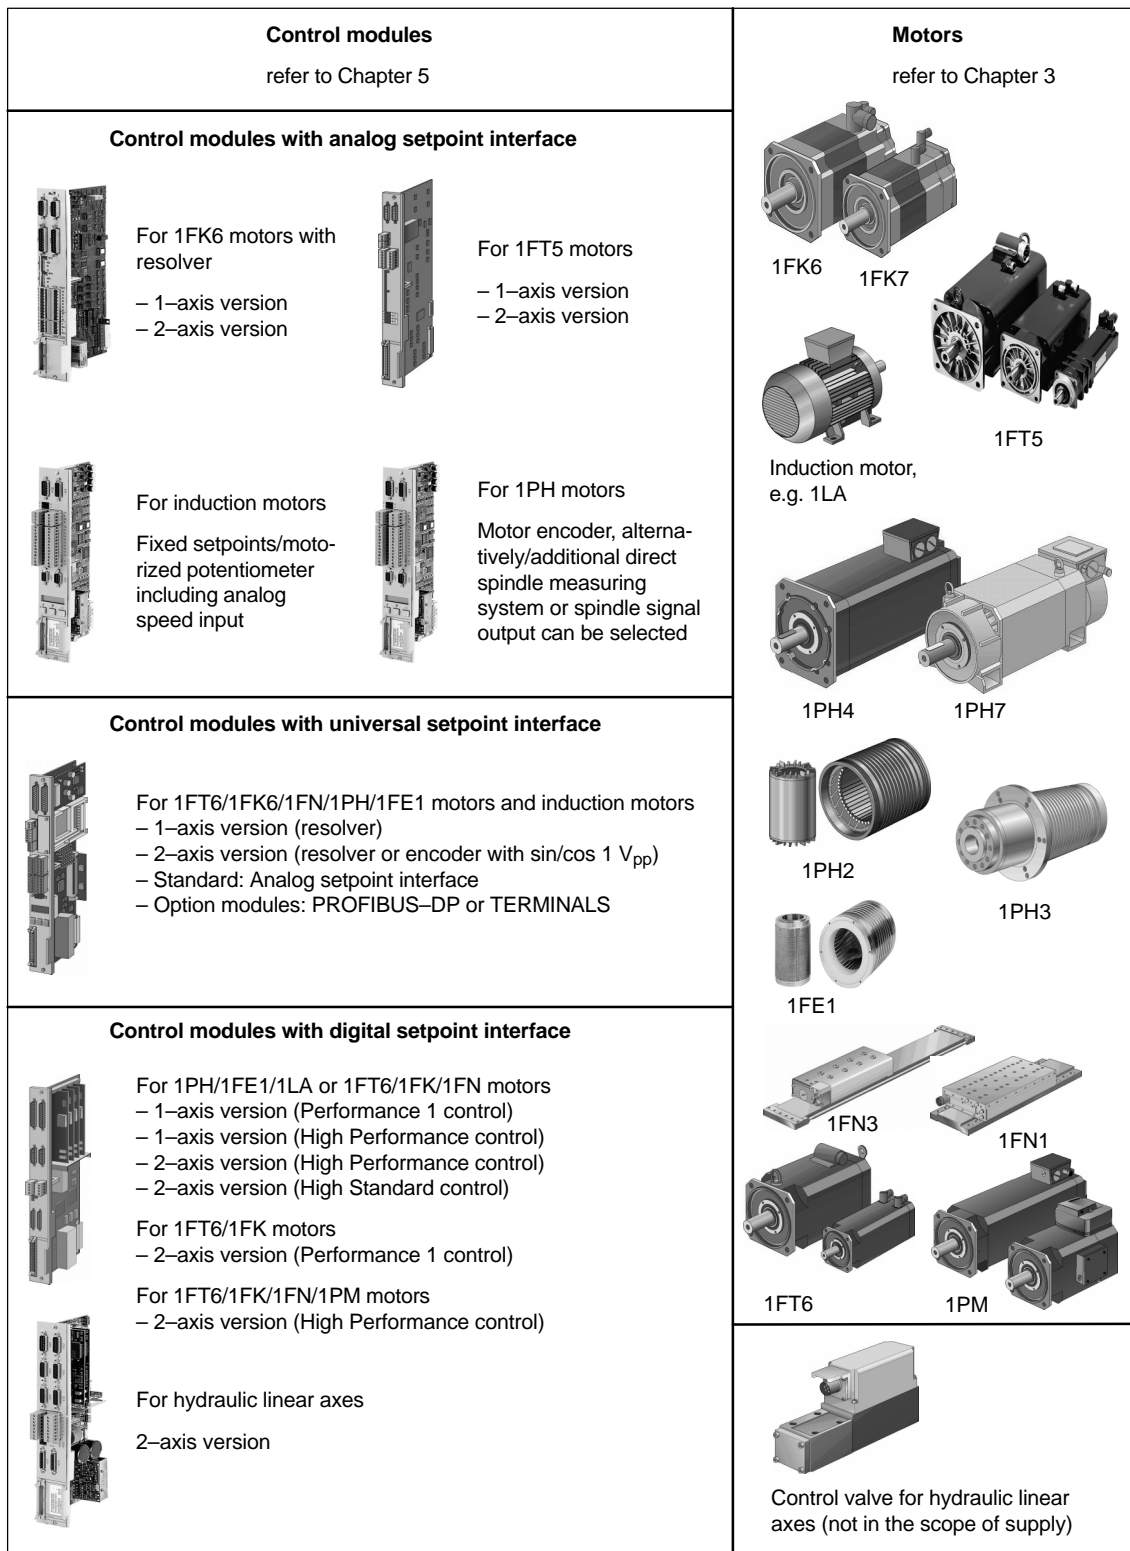 Control modules
refer to Chapter 5
Control modules with analog setpoint interface
For 1FK6 motors with
resolver
– 1–axis version
– 2–axis version
For 1FT5 motors
– 1–axis version
– 2–axis version
For induction motors
Fixed setpoints/moto-
rized potentiometer
including analog
speed input
For 1PH motors
Motor encoder, alterna-
tively/additional direct
spindle measuring
system or spindle signal
output can be selected
Control modules with universal setpoint interface
For 1FT6/1FK6/1FN/1PH/1FE1 motors and induction motors
– 1–axis version (resolver)
– 2–axis version (resolver or encoder with sin/cos 1 Vpp)
– Standard: Analog setpoint interface
– Option modules: PROFIBUS–DP or TERMINALS
Control modules with digital setpoint interface
For 1PH/1FE1/1LA or 1FT6/1FK/1FN motors
– 1–axis version (Performance 1 control)
– 1–axis version (High Performance control)
– 2–axis version (High Performance control)
– 2–axis version (High Standard control)
For 1FT6/1FK motors
– 2–axis version (Performance 1 control)
For 1FT6/1FK/1FN/1PM motors
– 2–axis version (High Performance control)
For hydraulic linear axes
2–axis version
Motors
refer to Chapter 3
1FK6
1FK7
1FT5
Induction motor,
e.g. 1LA
1PH4
1PH7
1PH2
1PH3
1FE1
1FN3
1FN1
1FT6
1PM
Control valve for hydraulic linear
axes (not in the scope of supply)